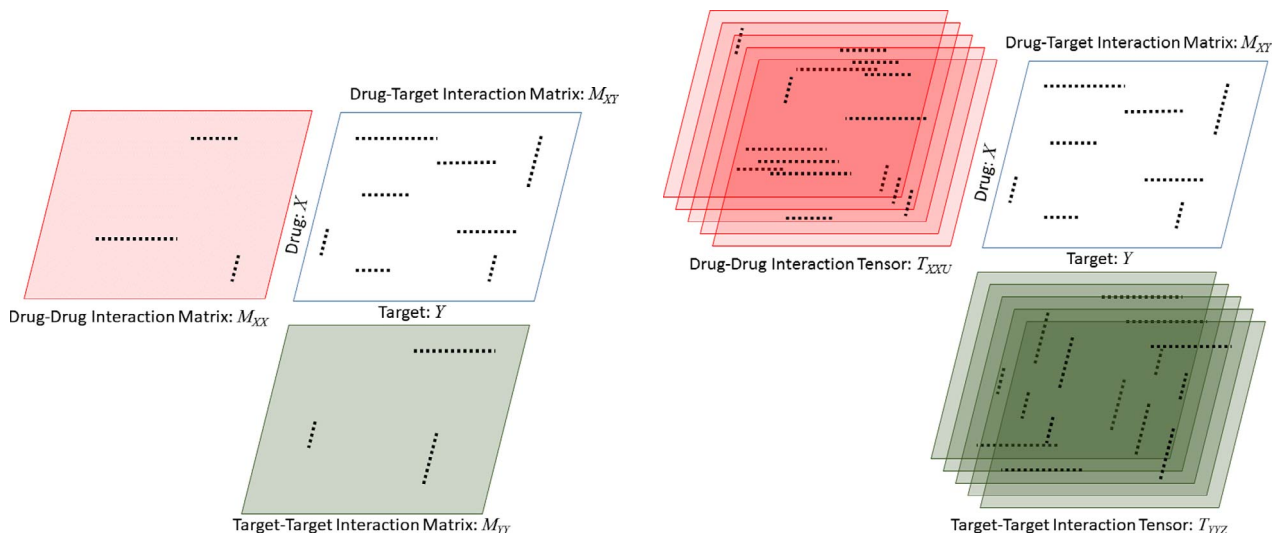 Drug-Target Interaction Matrix: M_XY
Drug: X
Drug-Drug Interaction Matrix: M_XX
Target: Y
Target-Target Interaction Matrix: M_YY
Drug-Target Interaction Matrix: M_XY
Drug: X
Drug-Drug Interaction Tensor: T_XXU
Target: Y
Target-Target Interaction Tensor: T_YYZ